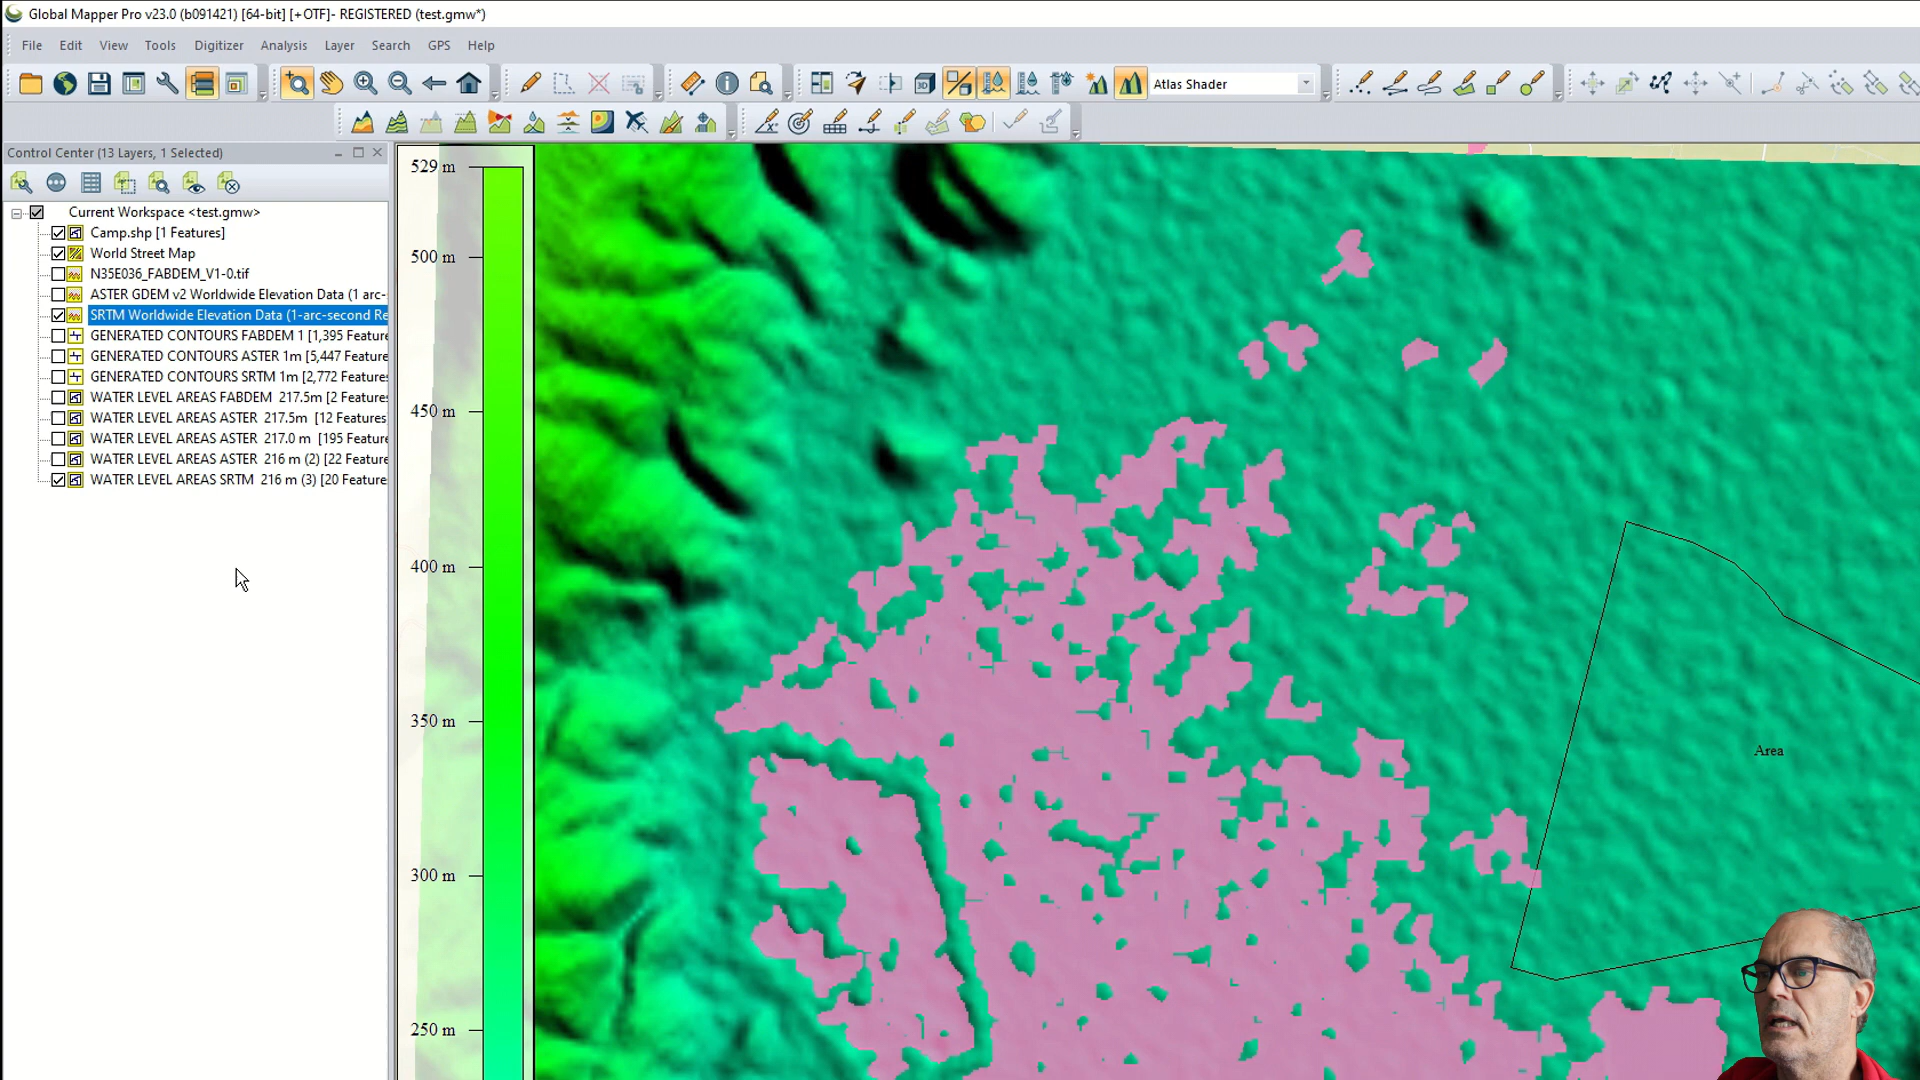 Global Mapper Pro v23.0 (b091421) [64-bit] [+OTF]- REGISTERED (test.gmw*)
File Edit View Tools Digitizer Analysis Layer Search GPS Help
3D
Atlas Shader
Control Center (13 Layers, 1 Selected)
Current Workspace <test.gmw>
Camp.shp [1 Features]
World Street Map
N35E036_FABDEM_V1-0.tif
ASTER GDEM v2 Worldwide Elevation Data (1 arc-
SRTM Worldwide Elevation Data (1-arc-second Re
GENERATED CONTOURS FABDEM 1 [1,395 Feature
GENERATED CONTOURS ASTER 1m [5,447 Feature
GENERATED CONTOURS SRTM 1m [2,772 Features
WATER LEVEL AREAS FABDEM 217.5m [2 Features
WATER LEVEL AREAS ASTER 217.5m [12 Features
WATER LEVEL AREAS ASTER 217.0 m [195 Feature
WATER LEVEL AREAS ASTER 216 m (2) [22 Feature
WATER LEVEL AREAS SRTM 216 m (3) [20 Feature
529 m
500 m
450 m
400 m
350 m
300 m
250 m
Area